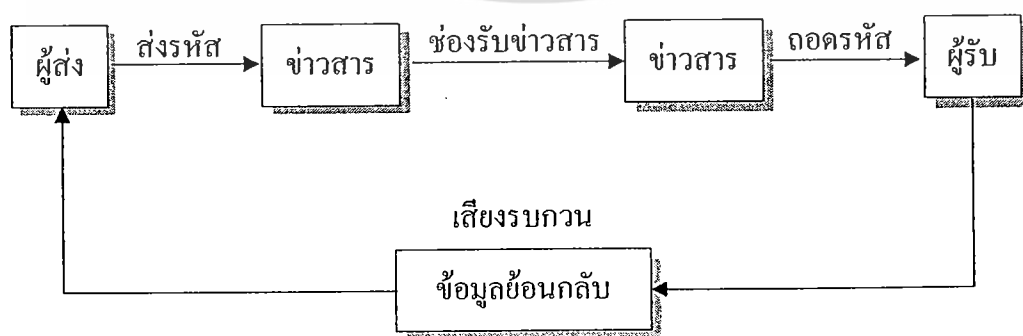 ผู้ส่ง ส่งรหัส ข่าวสาร ช่องรับข่าวสาร ข่าวสาร ถอดรหัส ผู้รับ
เสียงรบกวน
ข้อมูลย้อนกลับ